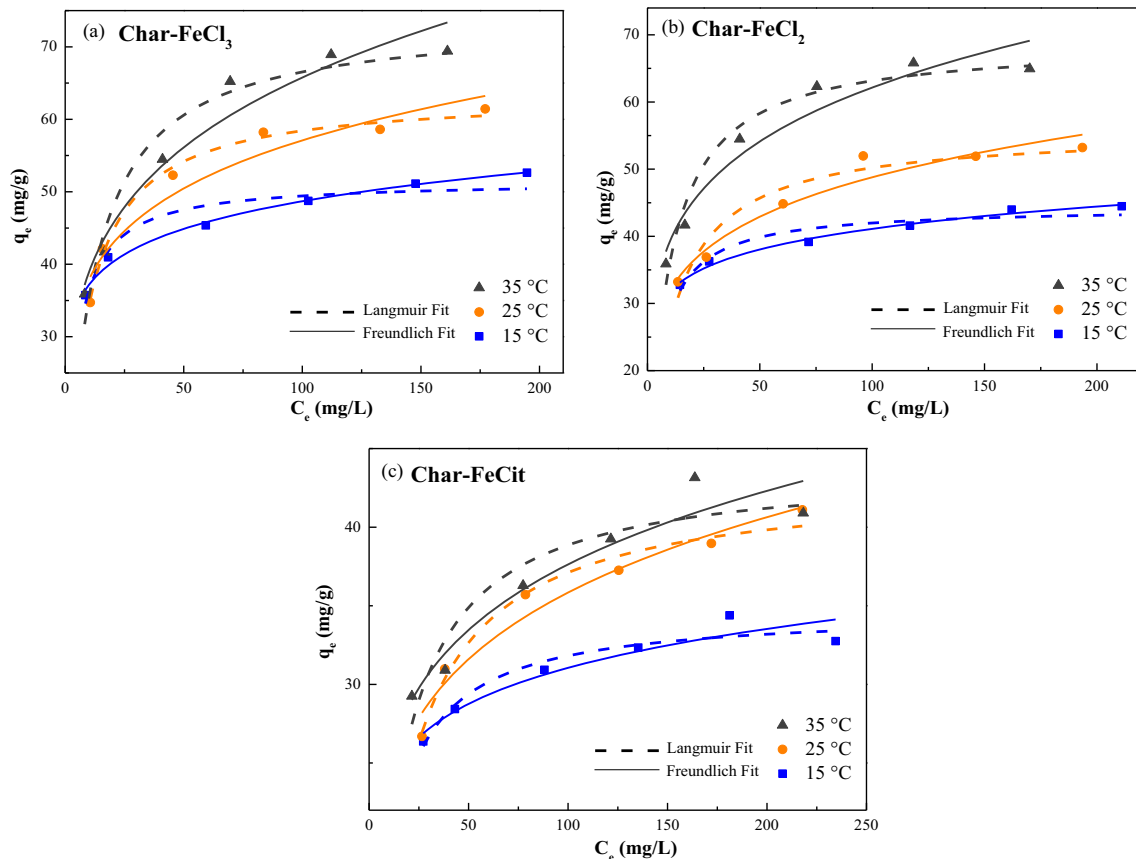 (a) Char-FeCl3
70
60
50
40
30
qe (mg/g)
35 °C
Langmuir Fit 25 °C
Freundlich Fit 15 °C
0 50 100 150 200
Ce (mg/L)
(b) Char-FeCl2
70
60
50
40
30
20
qe (mg/g)
35 °C
Langmuir Fit 25 °C
Freundlich Fit 15 °C
0 50 100 150 200
Ce (mg/L)
(c) Char-FeCit
40
30
qe (mg/g)
35 °C
Langmuir Fit 25 °C
Freundlich Fit 15 °C
0 50 100 150 200 250
Ce (mg/L)